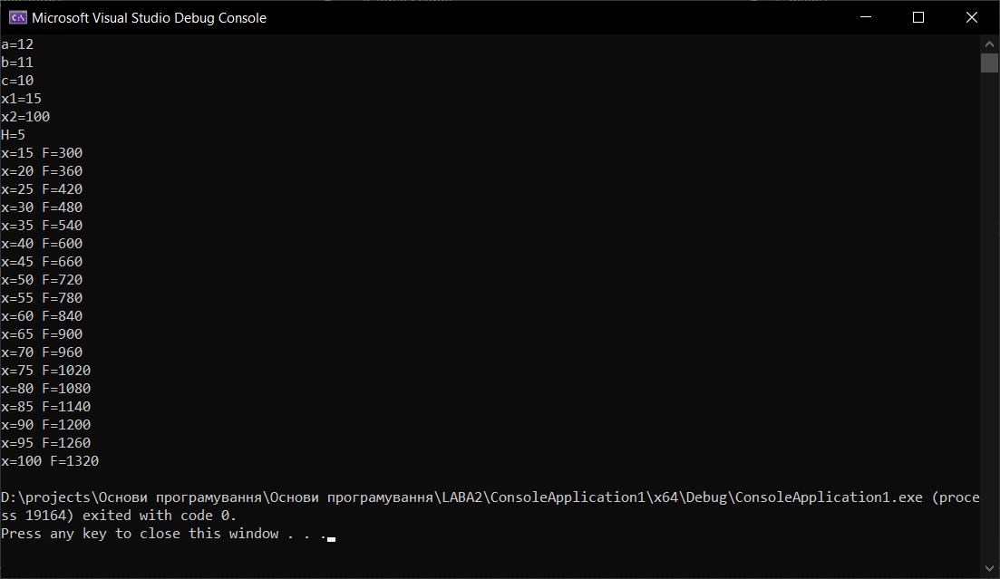 Microsoft Visual Studio Debug Console
a=12
b=11
c=10
x1=15
x2=100
H=5
x=15 F=300
x=20 F=360
x=25 F=420
x=30 F=480
x=35 F=540
x=40 F=600
x=45 F=660
x=50 F=720
x=55 F=780
x=60 F=840
x=65 F=900
x=70 F=960
x=75 F=1020
x=80 F=1080
x=85 F=1140
x=90 F=1200
x=95 F=1260
x=100 F=1320
D:\projects\Основи програмування\Основи програмування\LABA2\ConsoleApplication1\x64\Debug\ConsoleApplication1.exe (proce
ss 19164) exited with code 0.
Press any key to close this window . . .